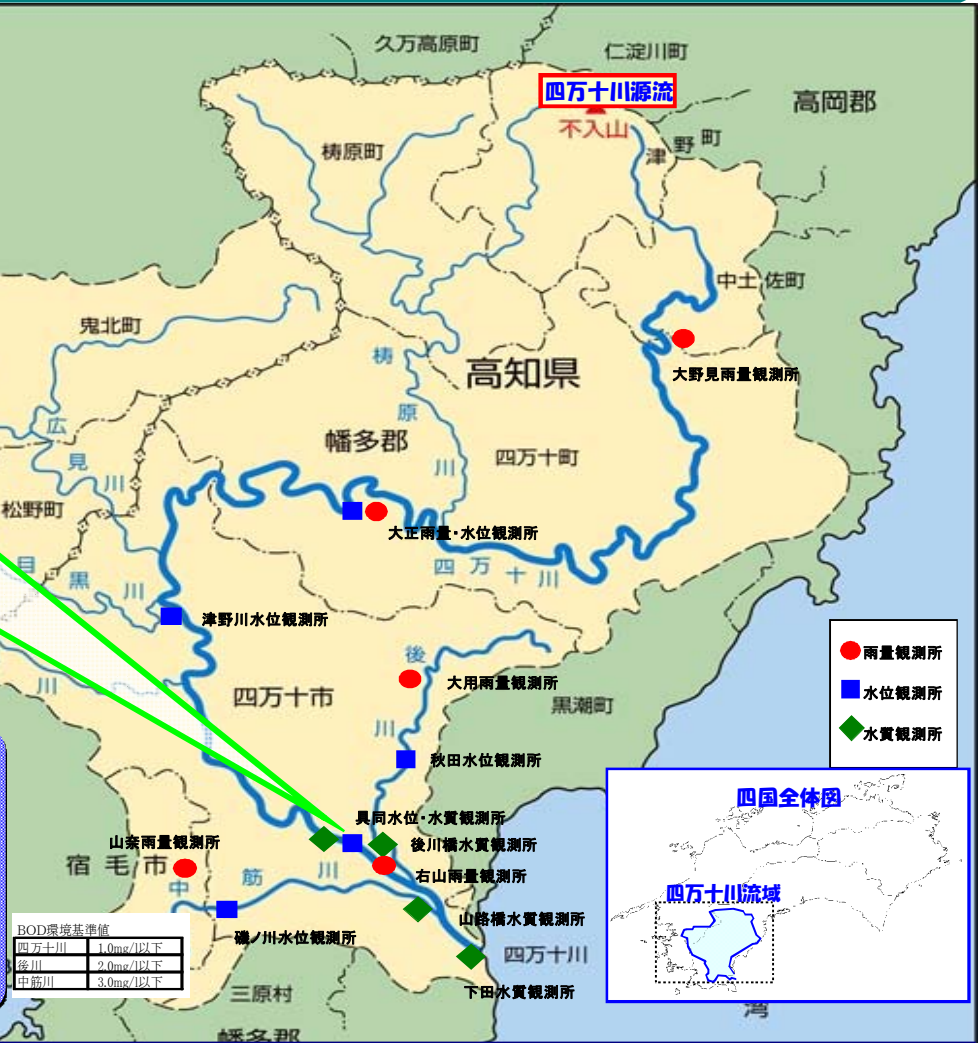 久万高原町
仁淀川町
四万十川源流
高岡郡
不入山
津野町
梼原町
中土佐町
鬼北町
梼原川
高知県
大野見雨量観測所
広見川
幡多郡
四万十町
松野町
大正雨量・水位観測所
四万十川
目黒川
津野川水位観測所
後川
大用雨量観測所
川
四万十市
黒潮町
雨量観測所
水位観測所
水質観測所
秋田水位観測所
四国全体図
具同水位・水質観測所
山奈雨量観測所
後川橋水質観測所
宿毛市
右山雨量観測所
中筋川
四万十川流域
山路橋水質観測所
磯ノ川水位観測所
四万十川
BOD環境基準値
四万十川 1.0mg/l以下
後川 2.0mg/l以下
中筋川 3.0mg/l以下
下田水質観測所
三原村
湾
幡多郡